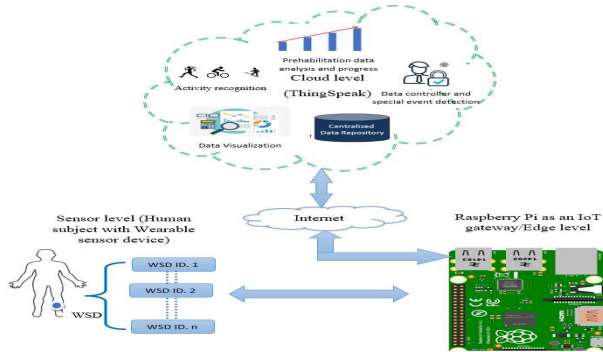 Prehabilitation data
analysis and progress
Cloud level
(ThingSpeak)
Activity recognition
Data controller and
special event detection
Centralized
Data Repository
Data Visualization
Internet
Sensor level (Human
subject with Wearable
sensor device)
Raspberry Pi as an IoT
gateway/Edge level
WSD
WSD ID. 1
WSD ID. 2
WSD ID. n